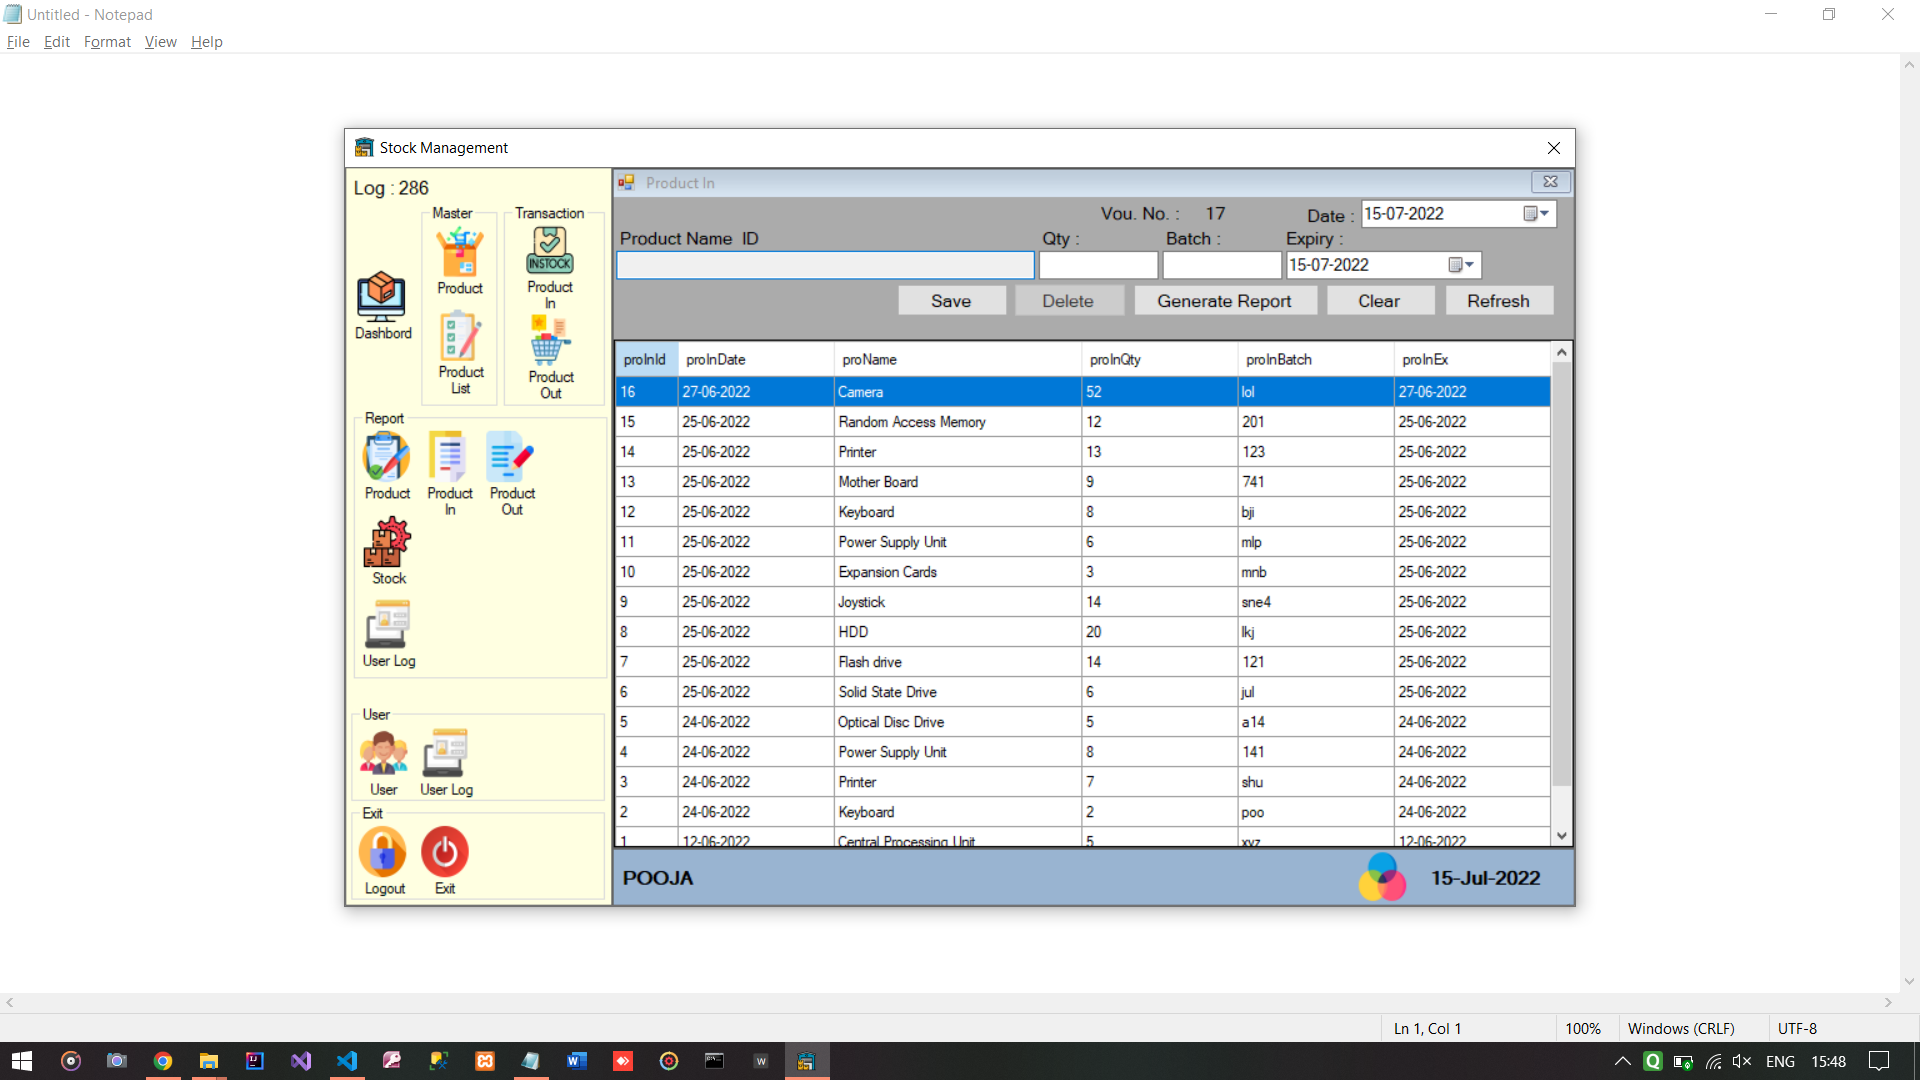 Untitled - Notepad
File Edit Format View Help
Stock Management
Log : 286
Master
Transaction
Dashbord
Product
Product
List
INSTOCK
Product
In
Product
Out
Report
Product
Product
In
Product
Out
Stock
User Log
User
User
User Log
Exit
Logout
Exit
Product In
Vou. No. : 17 Date : 15-07-2022
Product Name ID Qty : Batch : Expiry :
15-07-2022
Save Delete Generate Report Clear Refresh
proInId proInDate proName proInQty proInBatch proInEx
16 27-06-2022 Camera 52 lol 27-06-2022
15 25-06-2022 Random Access Memory 12 201 25-06-2022
14 25-06-2022 Printer 13 123 25-06-2022
13 25-06-2022 Mother Board 9 741 25-06-2022
12 25-06-2022 Keyboard 8 bji 25-06-2022
11 25-06-2022 Power Supply Unit 6 mlp 25-06-2022
10 25-06-2022 Expansion Cards 3 mnb 25-06-2022
9 25-06-2022 Joystick 14 sne4 25-06-2022
8 25-06-2022 HDD 20 lkj 25-06-2022
7 25-06-2022 Flash drive 14 121 25-06-2022
6 25-06-2022 Solid State Drive 6 jul 25-06-2022
5 24-06-2022 Optical Disc Drive 5 a14 24-06-2022
4 24-06-2022 Power Supply Unit 8 141 24-06-2022
3 24-06-2022 Printer 7 shu 24-06-2022
2 24-06-2022 Keyboard 2 poo 24-06-2022
1 12-06-2022 Central Processing Unit 5 xyz 12-06-2022
POOJA 15-Jul-2022
Ln 1, Col 1 100% Windows (CRLF) UTF-8
ENG 15:48